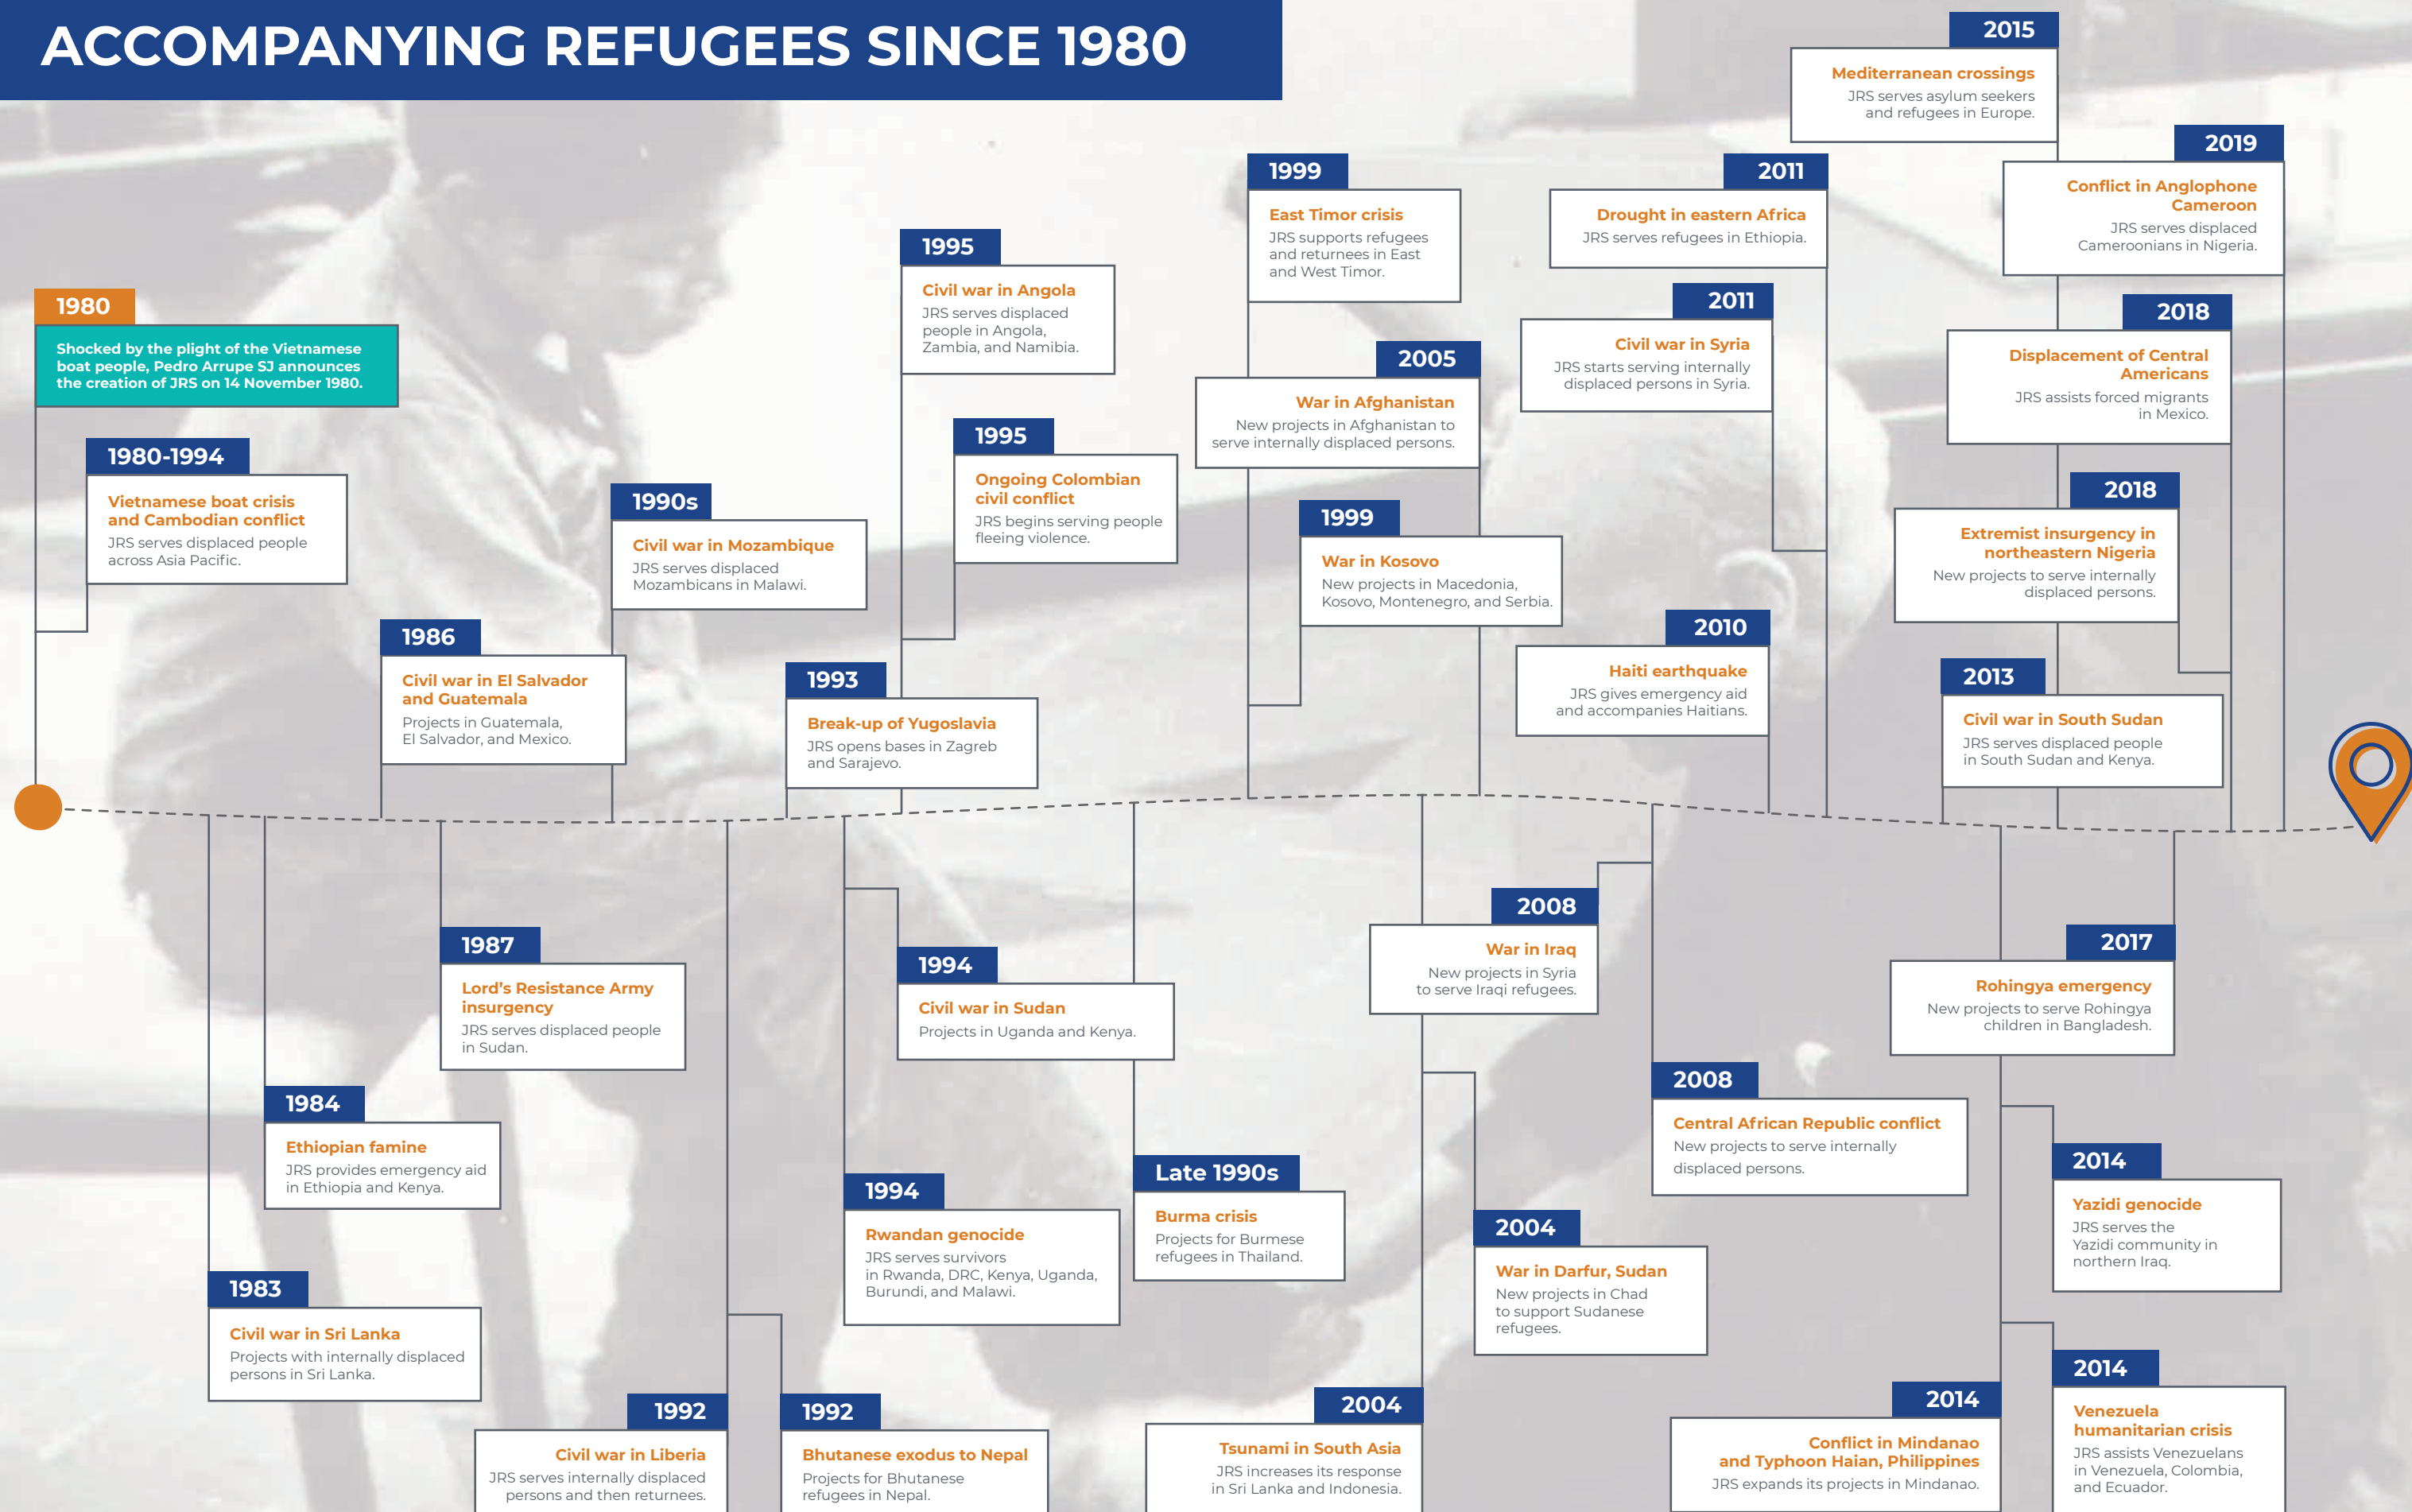 ACCOMPANYING REFUGEES SINCE 1980
1980
Shocked by the plight of the Vietnamese
boat people, Pedro Arrupe SJ announces
the creation of JRS on 14 November 1980.
1980-1994
Vietnamese boat crisis
and Cambodian conflict
JRS serves displaced people
across Asia Pacific.
1986
Civil war in El Salvador
and Guatemala
Projects in Guatemala,
El Salvador, and Mexico.
1990s
Civil war in Mozambique
JRS serves displaced
Mozambicans in Malawi.
1993
Break-up of Yugoslavia
JRS opens bases in Zagreb
and Sarajevo.
1995
Civil war in Angola
JRS serves displaced
people in Angola,
Zambia, and Namibia.
1995
Ongoing Colombian
civil conflict
JRS begins serving people
fleeing violence.
1999
East Timor crisis
JRS supports refugees
and returnees in East
and West Timor.
2005
War in Afghanistan
New projects in Afghanistan to
serve internally displaced persons.
1999
War in Kosovo
New projects in Macedonia,
Kosovo, Montenegro, and Serbia.
2011
Drought in eastern Africa
JRS serves refugees in Ethiopia.
2011
Civil war in Syria
JRS starts serving internally
displaced persons in Syria.
2010
Haiti earthquake
JRS gives emergency aid
and accompanies Haitians.
2015
Mediterranean crossings
JRS serves asylum seekers
and refugees in Europe.
2019
Conflict in Anglophone
Cameroon
JRS serves displaced
Cameroonians in Nigeria.
2018
Displacement of Central
Americans
JRS assists forced migrants
in Mexico.
2018
Extremist insurgency in
northeastern Nigeria
New projects to serve internally
displaced persons.
2013
Civil war in South Sudan
JRS serves displaced people
in South Sudan and Kenya.
1987
Lord’s Resistance Army
insurgency
JRS serves displaced people
in Sudan.
1984
Ethiopian famine
JRS provides emergency aid
in Ethiopia and Kenya.
1983
Civil war in Sri Lanka
Projects with internally displaced
persons in Sri Lanka.
1992
Civil war in Liberia
JRS serves internally displaced
persons and then returnees.
1992
Bhutanese exodus to Nepal
Projects for Bhutanese
refugees in Nepal.
1994
Civil war in Sudan
Projects in Uganda and Kenya.
1994
Rwandan genocide
JRS serves survivors
in Rwanda, DRC, Kenya, Uganda,
Burundi, and Malawi.
Late 1990s
Burma crisis
Projects for Burmese
refugees in Thailand.
2008
War in Iraq
New projects in Syria
to serve Iraqi refugees.
2008
Central African Republic conflict
New projects to serve internally
displaced persons.
2004
War in Darfur, Sudan
New projects in Chad
to support Sudanese
refugees.
2004
Tsunami in South Asia
JRS increases its response
in Sri Lanka and Indonesia.
2017
Rohingya emergency
New projects to serve Rohingya
children in Bangladesh.
2014
Yazidi genocide
JRS serves the
Yazidi community in
northern Iraq.
2014
Conflict in Mindanao
and Typhoon Haian, Philippines
JRS expands its projects in Mindanao.
2014
Venezuela
humanitarian crisis
JRS assists Venezuelans
in Venezuela, Colombia,
and Ecuador.